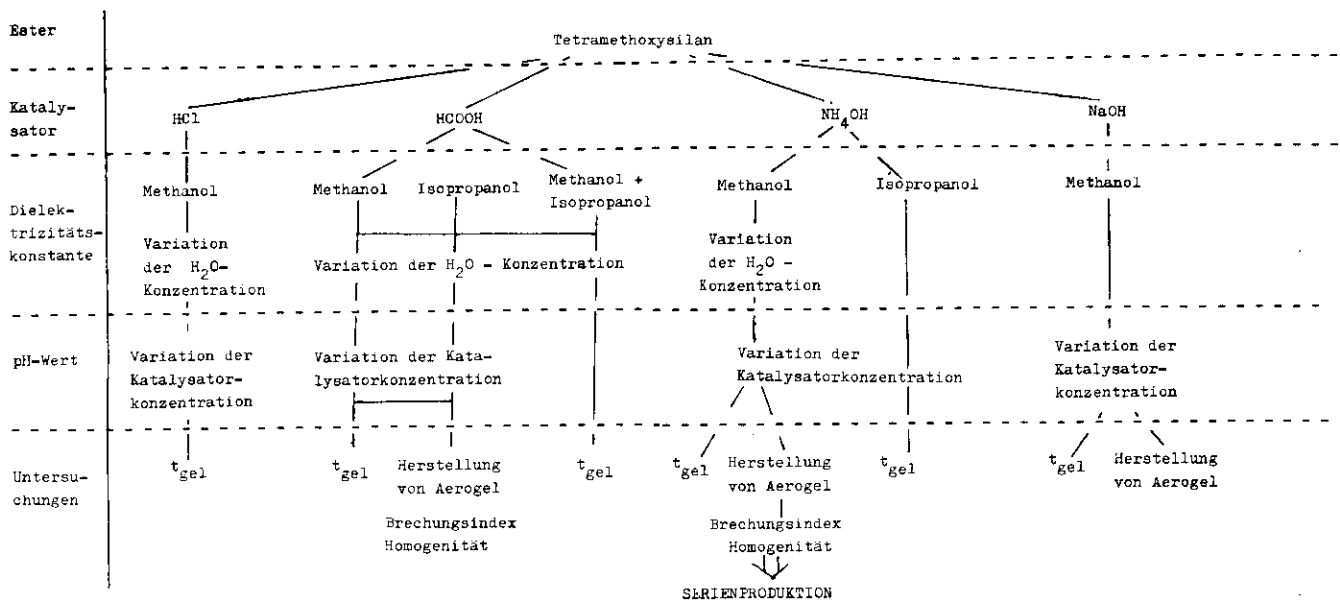 Ester
Tetramethoxysilan
Kataly-
sator
HCl
HCOOH
NH4OH
NaOH
Dielek-
trizitäts-
konstante
Methanol
Variation
der H2O-
Konzentration
Methanol
Isopropanol
Methanol +
Isopropanol
Variation der H2O - Konzentration
Methanol
Variation
der H2O -
Konzentration
Isopropanol
Methanol
pH-Wert
Variation der
Katalysator-
konzentration
Variation der Kata-
lysatorkonzentration
Variation der
Katalysatorkonzentration
Variation der
Katalysator-
konzentration
Untersu-
chungen
tgel
tgel
Herstellung
von Aerogel
Brechungsindex
Homogenität
tgel
tgel
Herstellung
von Aerogel
Brechungsindex
Homogenität
SERIENPRODUKTION
tgel
tgel
Herstellung
von Aerogel